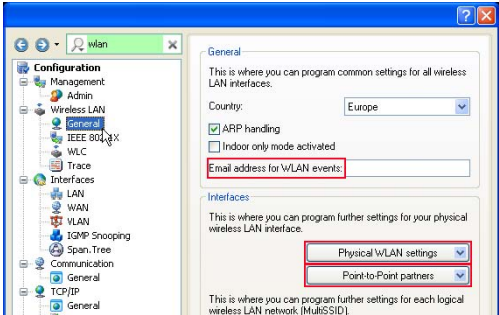 wlan
Configuration
Management
Admin
Wireless LAN
General
IEEE 802.1X
WLC
Trace
Interfaces
LAN
WAN
VLAN
IGMP Snooping
Span.Tree
Communication
General
TCP/IP
General
General
This is where you can program common settings for all wireless
LAN interfaces.
Country:
Europe
ARP handling
Indoor only mode activated
Email address for WLAN events:
Interfaces
This is where you can program further settings for your physical
wireless LAN interface.
Physical WLAN settings
Point-to-Point partners
This is where you can program further settings for each logical
wireless LAN network (MultiSSID).